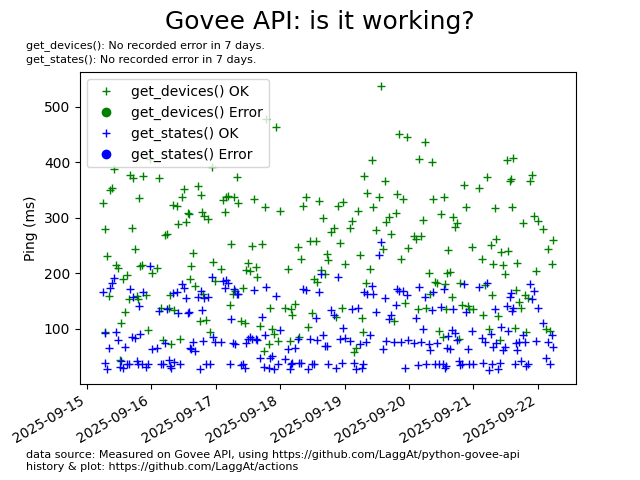 Govee API: is it working?
get_devices(): No recorded error in 7 days.
get_states(): No recorded error in 7 days.
get_devices() OK
get_devices() Error
get_states() OK
get_states() Error
Ping (ms)
500
400
300
200
100
2025-09-15
2025-09-16
2025-09-17
2025-09-18
2025-09-19
2025-09-20
2025-09-21
2025-09-22
data source: Measured on Govee API, using https://github.com/LaggAt/python-govee-api
history & plot: https://github.com/LaggAt/actions